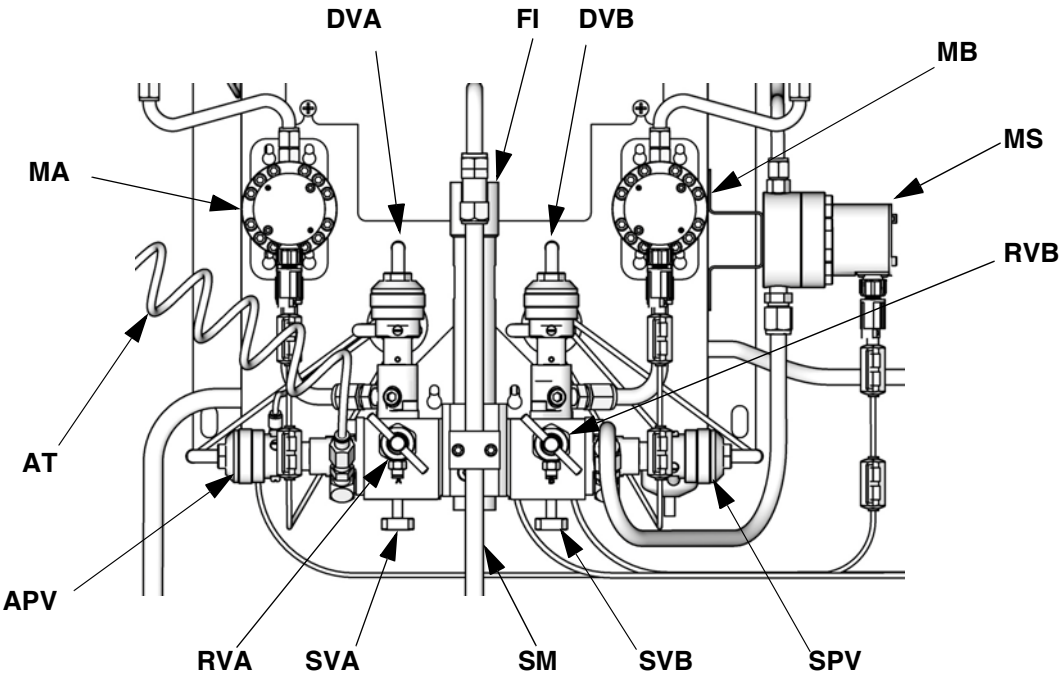 DVA FI DVB
MB
MS
MA
RVB
AT
APV
RVA SVA SM SVB SPV